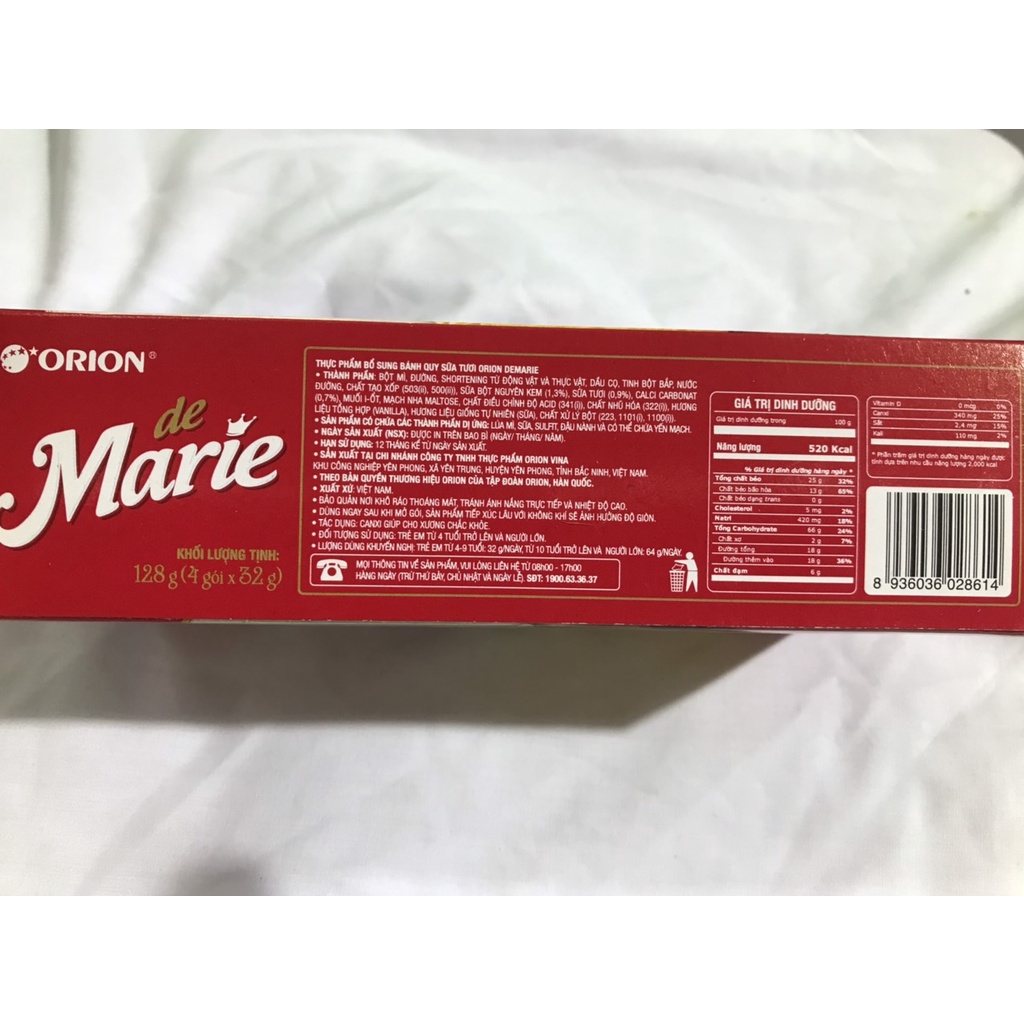 ORION®
de
Marie
KHỐI LƯỢNG TỊNH:
128 g (4 gói x 32 g)
THỰC PHẨM BỔ SUNG BÁNH QUY SỮA TƯƠI ORION DEMARIE
• THÀNH PHẦN: BỘT MÌ, ĐƯỜNG, SHORTENING TỪ ĐỘNG VẬT VÀ THỰC VẬT, DẦU CỌ, TINH BỘT BẮP, NƯỚC
ĐƯỜNG, CHẤT TẠO XỐP (503(ii), 500(ii)), SỮA BỘT NGUYÊN KEM (1,3%), SỮA TƯƠI (0,9%), CALCI CARBONAT
(0,7%), MUỐI I-ỐT, MẠCH NHA MALTOSE, CHẤT ĐIỀU CHỈNH ĐỘ ACID (341(i)), CHẤT NHŨ HÓA (322(i)), HƯƠNG
LIỆU TỔNG HỢP (VANILLA), HƯƠNG LIỆU GIỐNG TỰ NHIÊN (SỮA), CHẤT XỬ LÝ BỘT (223, 1101(i), 1100(i)).
• SẢN PHẨM CÓ CHỨA CÁC THÀNH PHẦN DỊ ỨNG: LÚA MÌ, SỮA, SULFIT, ĐẬU NÀNH VÀ CÓ THỂ CHỨA YẾN MẠCH.
• NGÀY SẢN XUẤT (NSX): ĐƯỢC IN TRÊN BAO BÌ (NGÀY/ THÁNG/ NĂM).
• HẠN SỬ DỤNG: 12 THÁNG KỂ TỪ NGÀY SẢN XUẤT.
• SẢN XUẤT TẠI CHI NHÁNH CÔNG TY TNHH THỰC PHẨM ORION VINA
KHU CÔNG NGHIỆP YÊN PHONG, XÃ YÊN TRUNG, HUYỆN YÊN PHONG, TỈNH BẮC NINH, VIỆT NAM.
• THEO BẢN QUYỀN THƯƠNG HIỆU ORION CỦA TẬP ĐOÀN ORION, HÀN QUỐC.
• XUẤT XỨ: VIỆT NAM.
• BẢO QUẢN NƠI KHÔ RÁO THOÁNG MÁT, TRÁNH ÁNH NẮNG TRỰC TIẾP VÀ NHIỆT ĐỘ CAO.
• DÙNG NGAY SAU KHI MỞ GÓI, SẢN PHẨM TIẾP XÚC LÂU VỚI KHÔNG KHÍ SẼ ẢNH HƯỞNG ĐỘ GIÒN.
• TÁC DỤNG: CANXI GIÚP CHO XƯƠNG CHẮC KHỎE.
• ĐỐI TƯỢNG SỬ DỤNG: TRẺ EM TỪ 4 TUỔI TRỞ LÊN VÀ NGƯỜI LỚN.
• LƯỢNG DÙNG KHUYẾN NGHỊ: TRẺ EM TỪ 4-9 TUỔI: 32 g/NGÀY, TỪ 10 TUỔI TRỞ LÊN VÀ NGƯỜI LỚN: 64 g/NGÀY.
MỌI THÔNG TIN VỀ SẢN PHẨM, VUI LÒNG LIÊN HỆ TỪ 08h00 - 17h00
HÀNG NGÀY (TRỪ THỨ BẢY, CHỦ NHẬT VÀ NGÀY LỄ). SĐT: 1900.63.36.37
GIÁ TRỊ DINH DƯỠNG
Giá trị dinh dưỡng trong 100 g
Năng lượng 520 Kcal
% Giá trị dinh dưỡng hàng ngày *
Tổng chất béo 25 g 32%
Chất béo bão hòa 13 g 65%
Chất béo dạng trans 0 g
Cholesterol 5 mg 2%
Natri 420 mg 18%
Tổng Carbohydrate 66 g 24%
Chất xơ 2 g 7%
Đường tổng 18 g
Đường thêm vào 18 g 36%
Chất đạm 6 g
Vitamin D 0 mcg 0%
Canxi 340 mg 25%
Sắt 2,4 mg 15%
Kali 110 mg 2%
* Phần trăm giá trị dinh dưỡng hàng ngày được
tính dựa trên nhu cầu năng lượng 2,000 kcal
8 936036 028614